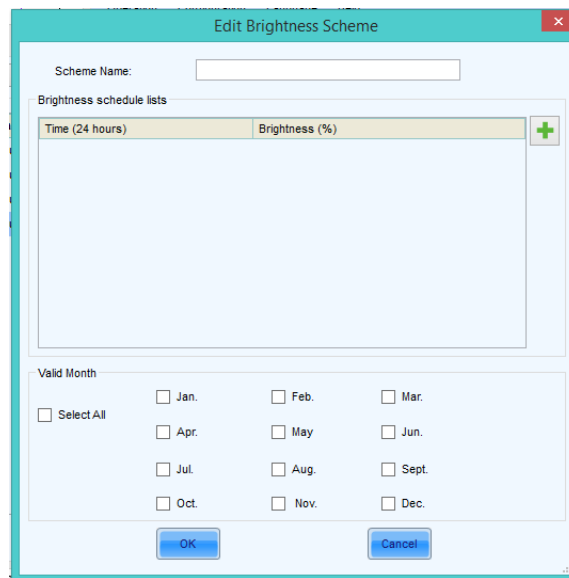 Edit Brightness Scheme
Scheme Name:
Brightness schedule lists
Time (24 hours) Brightness (%)
Valid Month
Select All
Jan. Feb. Mar.
Apr. May Jun.
Jul. Aug. Sept.
Oct. Nov. Dec.
OK Cancel